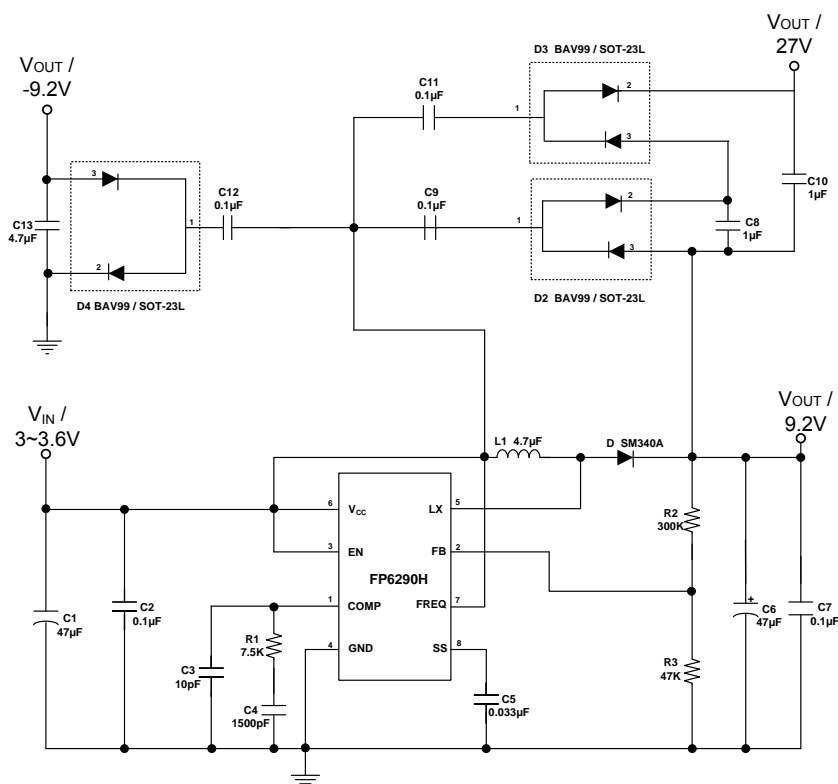 D3 BAV99 / SOT-23L
VOUT /
27V
VOUT /
-9.2V
C11
0.1µF
1
2
3
C12
0.1µF
C9
0.1µF
C10
1µF
3
1
2
C13
4.7µF
1
2
3
C8
1µF
D4 BAV99 / SOT-23L
D2 BAV99 / SOT-23L
VIN /
3~3.6V
VOUT /
9.2V
L1 4.7µF
D SM340A
6
VCC
LX
5
R2
300K
3
EN
FB
2
FP6290H
1
COMP
FREQ
7
C1
47µF
C2
0.1µF
C6
+
47µF
C7
0.1µF
R1
7.5K
4
GND
SS
8
C3
10pF
R3
47K
C4
1500pF
C5
0.033µF